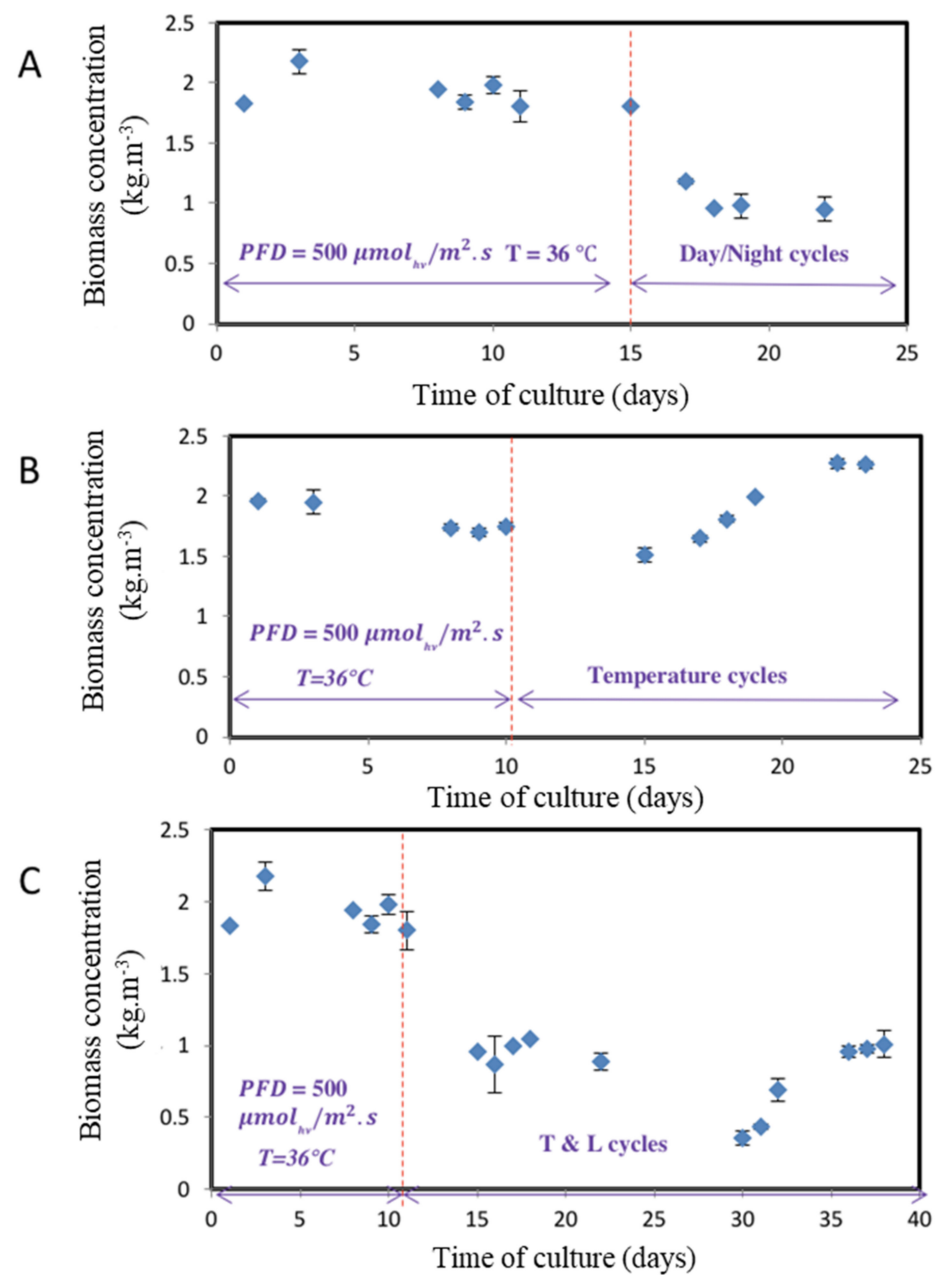 A
Biomass concentration
(kg.m-3)
2.5
2
1.5
1
0.5
0
PFD = 500 μmolhv/m2.s T = 36 °C
Day/Night cycles
0 5 10 15 20 25
Time of culture (days)
B
Biomass concentration
(kg.m-3)
2.5
2
1.5
1
0.5
0
PFD = 500 μmolhv/m2.s
T=36°C
Temperature cycles
0 5 10 15 20 25
Time of culture (days)
C
Biomass concentration
(kg.m-3)
2.5
2
1.5
1
0.5
0
PFD = 500
μmolhv/m2.s
T=36°C
T & L cycles
0 5 10 15 20 25 30 35 40
Time of culture (days)